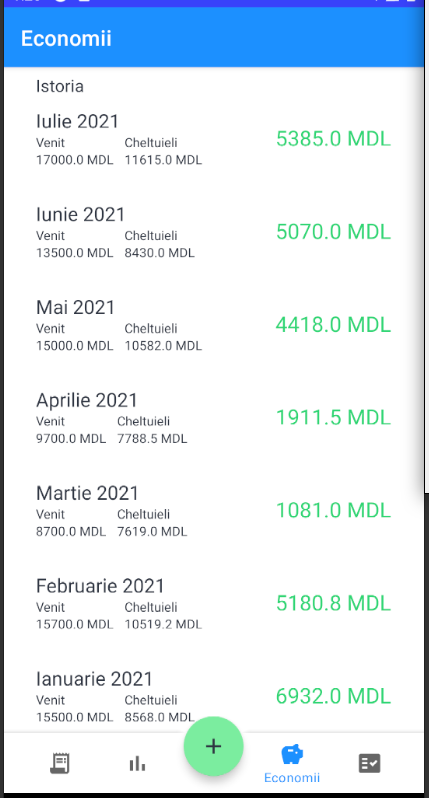 Economii
Istoria
Iulie 2021
Venit Cheltuieli
17000.0 MDL 11615.0 MDL
5385.0 MDL
Iunie 2021
Venit Cheltuieli
13500.0 MDL 8430.0 MDL
5070.0 MDL
Mai 2021
Venit Cheltuieli
15000.0 MDL 10582.0 MDL
4418.0 MDL
Aprilie 2021
Venit Cheltuieli
9700.0 MDL 7788.5 MDL
1911.5 MDL
Martie 2021
Venit Cheltuieli
8700.0 MDL 7619.0 MDL
1081.0 MDL
Februarie 2021
Venit Cheltuieli
15700.0 MDL 10519.2 MDL
5180.8 MDL
Ianuarie 2021
Venit Cheltuieli
15500.0 MDL 8568.0 MDL
6932.0 MDL
+
Economii